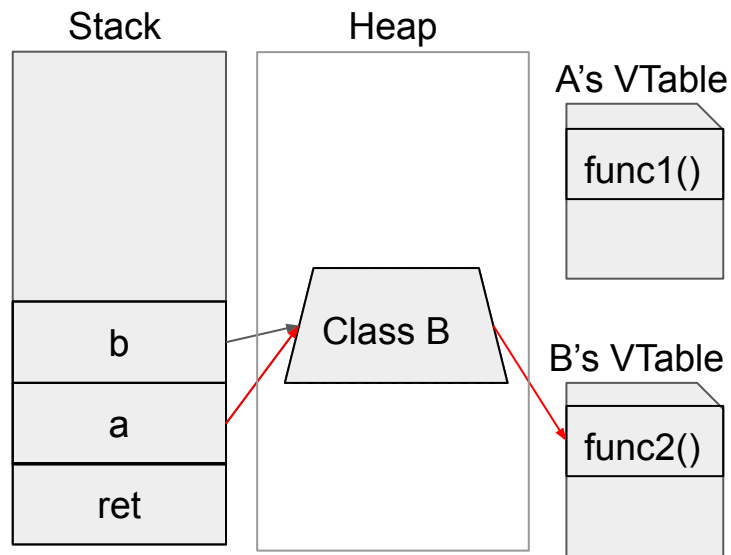 Stack
Heap
A's VTable
func1()
b
Class B
B's VTable
a
func2()
ret